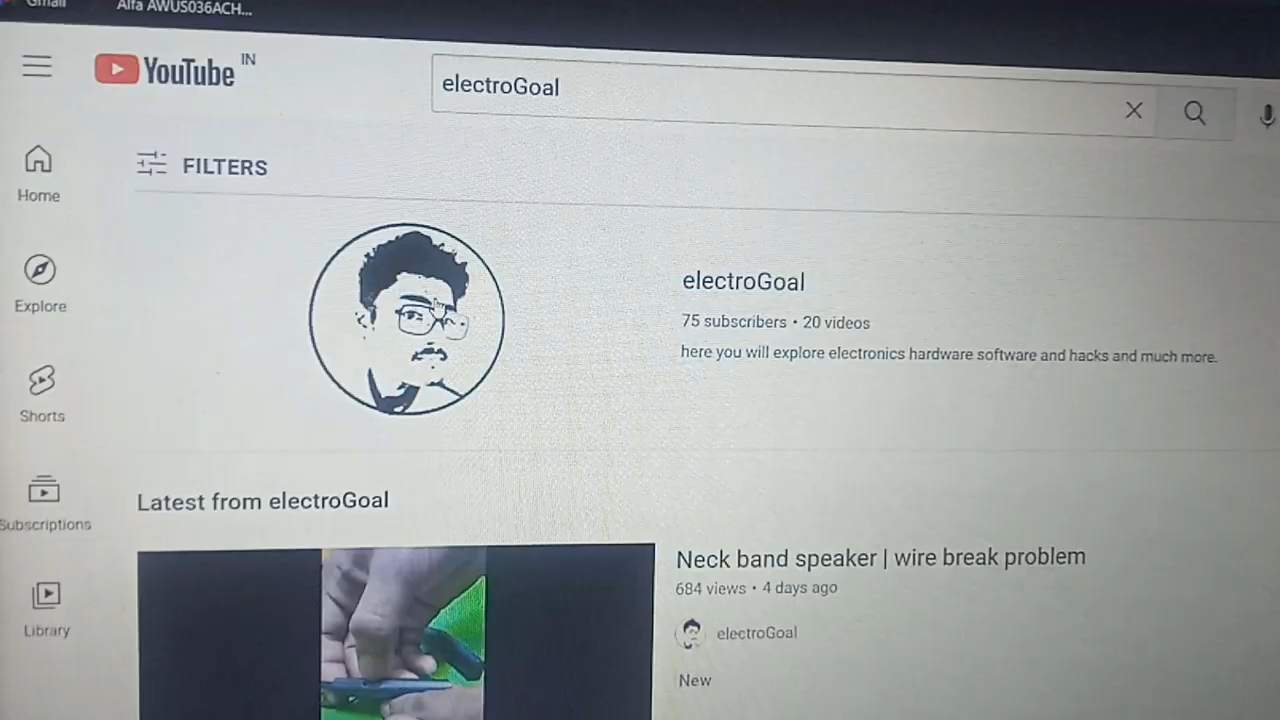 Gmail
Alfa AWUS036ACH...
YouTube IN
electroGoal
FILTERS
Home
electroGoal
75 subscribers • 20 videos
here you will explore electronics hardware software and hacks and much more.
Explore
Shorts
Latest from electroGoal
Subscriptions
Neck band speaker | wire break problem
684 views • 4 days ago
electroGoal
Library
New